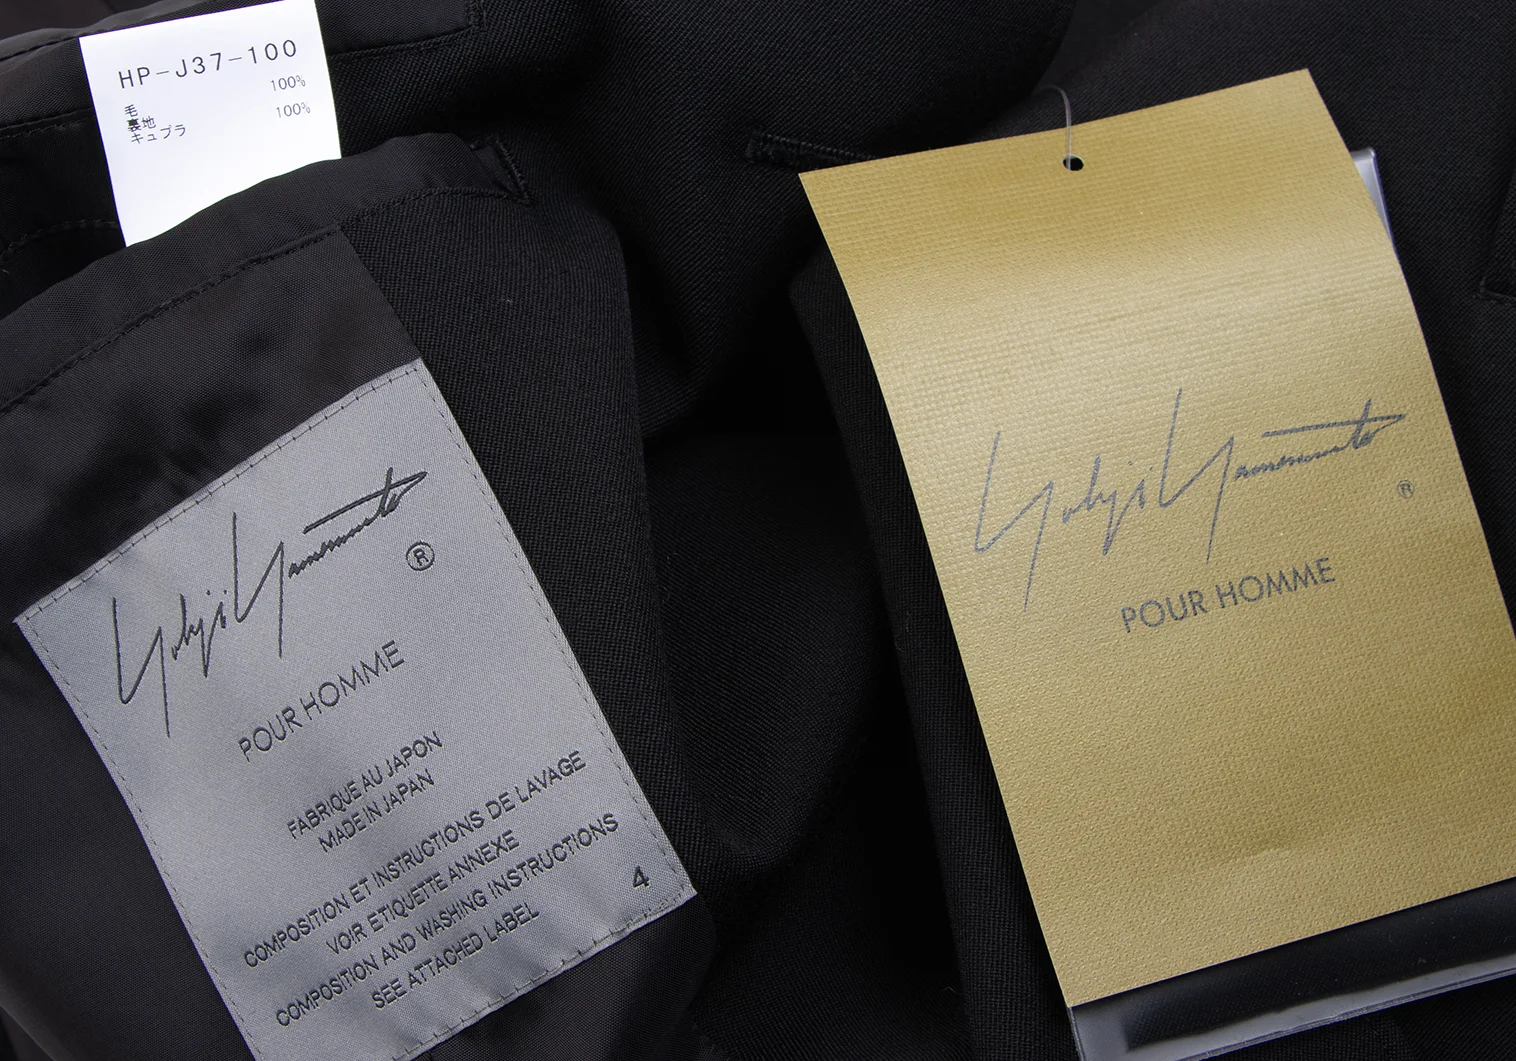 HP-J37-100
毛 100%
裏地
キュプラ 100%
Yohji Yamamoto
®
POUR HOMME
FABRIQUE AU JAPON
MADE IN JAPAN
COMPOSITION ET INSTRUCTIONS DE LAVAGE
VOIR ETIQUETTE ANNEXE
COMPOSITION AND WASHING INSTRUCTIONS
SEE ATTACHED LABEL
4
Yohji Yamamoto
®
POUR HOMME